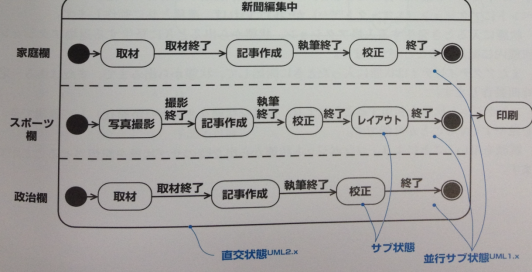 新聞編集中
家庭欄
取材
取材終了
記事作成
執筆終了
校正
終了
スポーツ
欄
写真撮影
撮影
終了
記事作成
執筆
終了
校正
終了
レイアウト
終了
印刷
政治欄
取材
取材終了
記事作成
執筆終了
校正
終了
直交状態UML2.x
サブ状態
並行サブ状態UML1.x